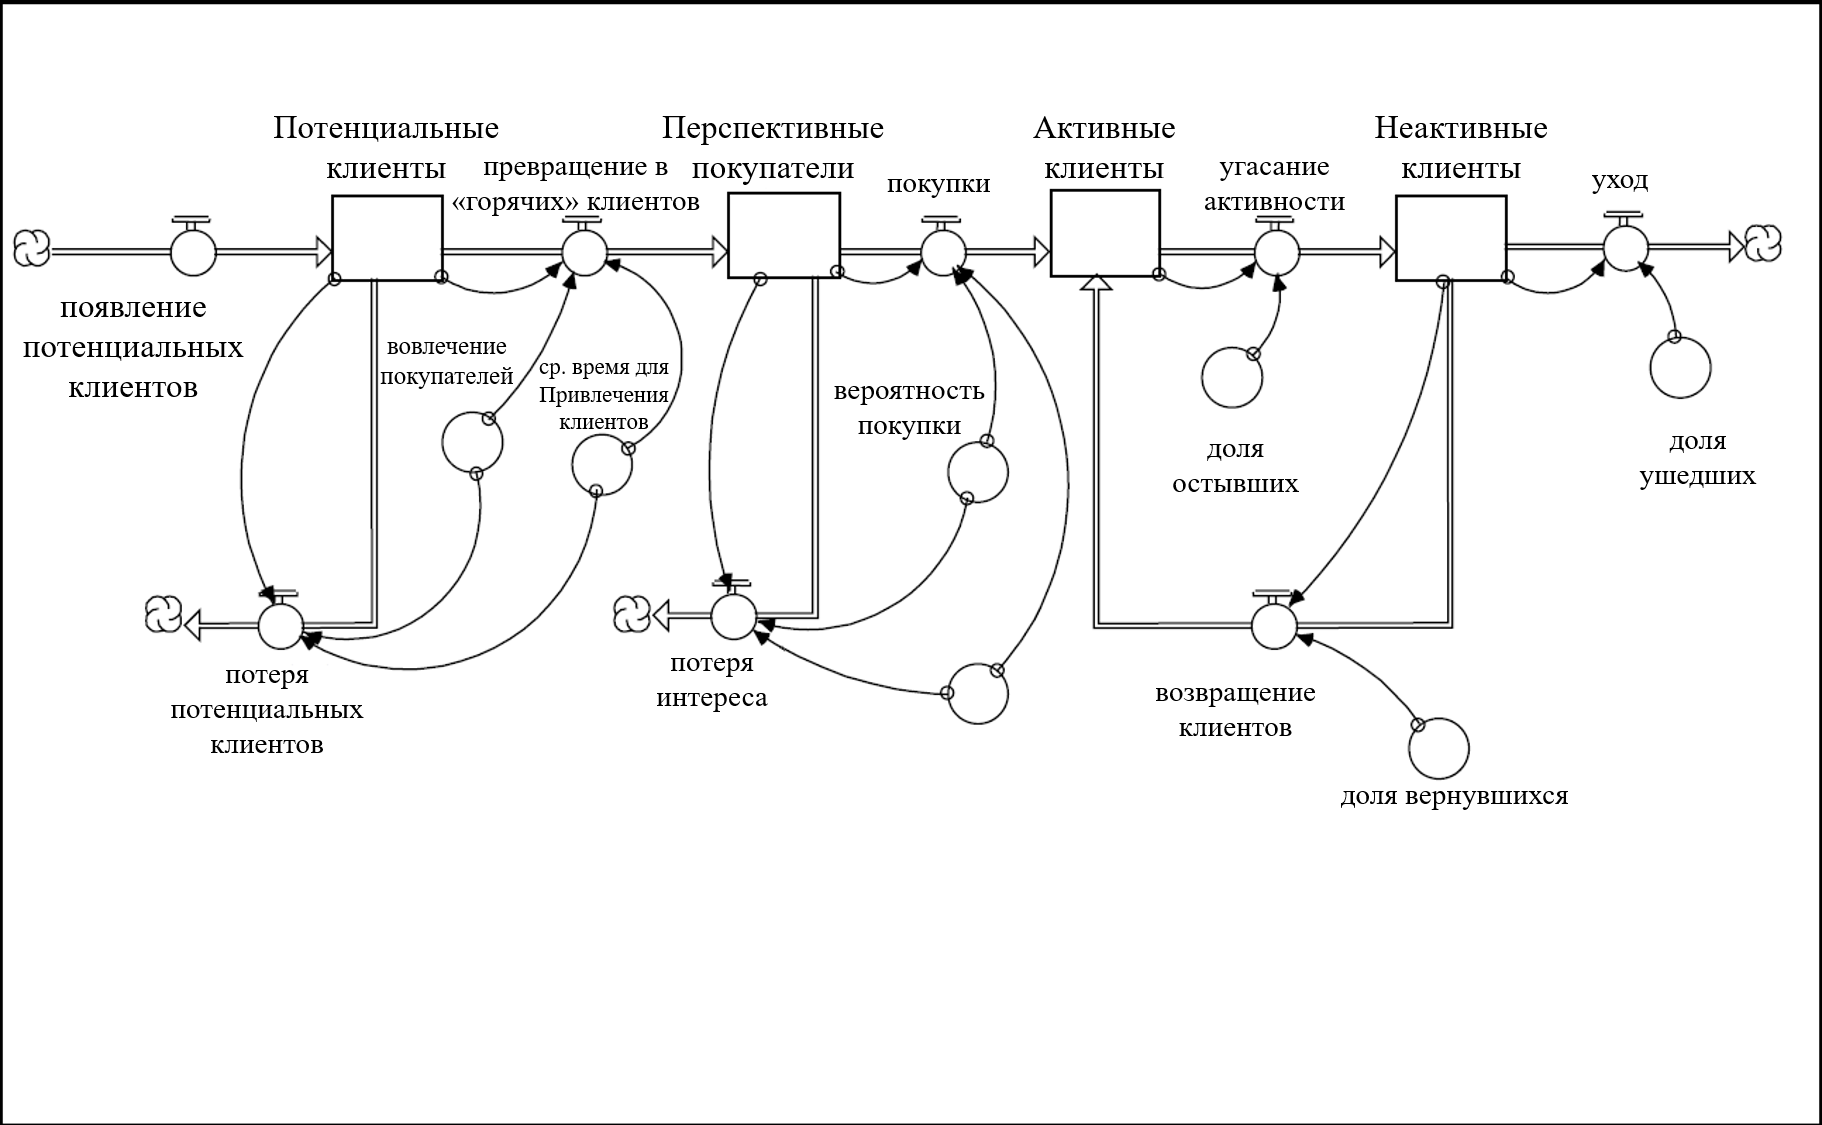 Потенциальные
клиенты
превращение в
«горячих» клиентов
Перспективные
покупатели
покупки
Активные
клиенты
угасание
активности
Неактивные
клиенты
уход
появление
потенциальных
клиентов
вовлечение
покупателей
ср. время для
Привлечения
клиентов
вероятность
покупки
доля
остывших
доля
ушедших
потеря
потенциальных
клиентов
потеря
интереса
возвращение
клиентов
доля вернувшихся